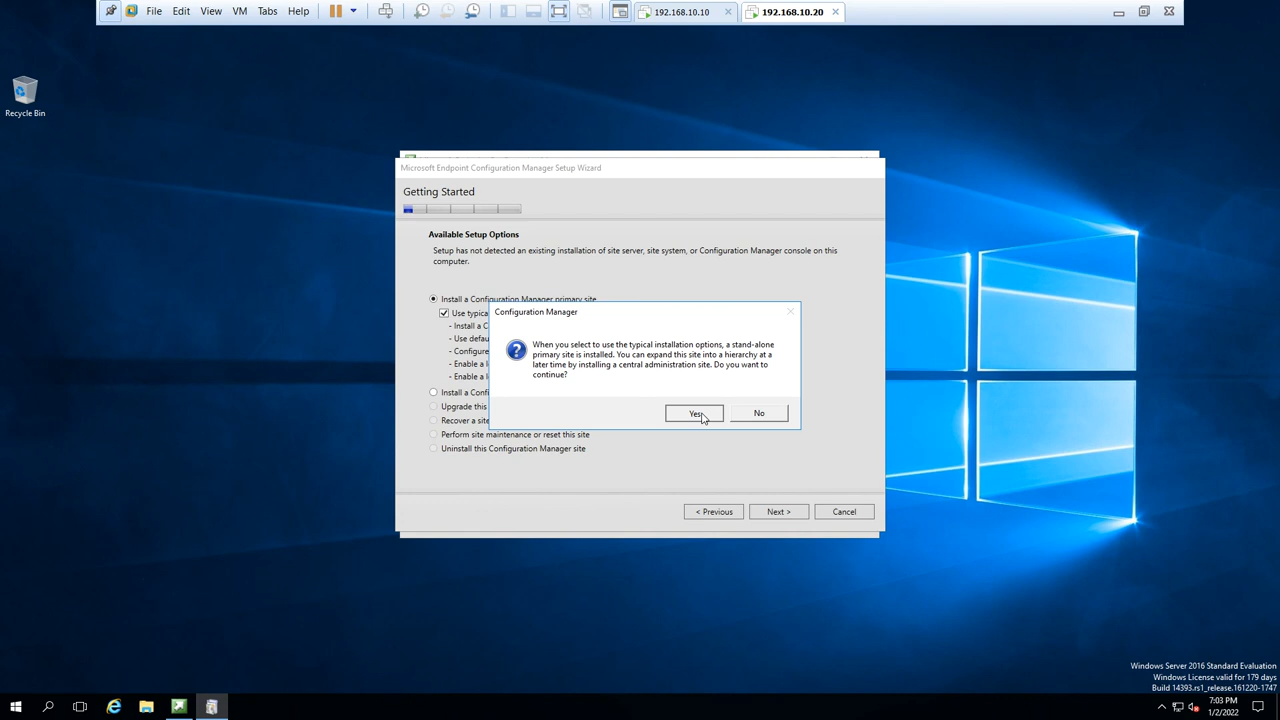 File Edit View VM Tabs Help
192.168.10.10
192.168.10.20
Recycle Bin
Microsoft Endpoint Configuration Manager Setup Wizard
Getting Started
Available Setup Options
Setup has not detected an existing installation of site server, site system, or Configuration Manager console on this
computer.
Install a Configuration Manager primary site
Use typica
- Install a C
- Use defau
- Configure
- Enable a l
- Enable a l
Install a Confi
Upgrade this
Recover a site
Perform site maintenance or reset this site
Uninstall this Configuration Manager site
Configuration Manager
When you select to use the typical installation options, a stand-alone
primary site is installed. You can expand this site into a hierarchy at a
later time by installing a central administration site. Do you want to
continue?
Yes
No
< Previous
Next >
Cancel
Windows Server 2016 Standard Evaluation
Windows License valid for 179 days
Build 14393.rs1_release.161220-1747
7:03 PM
1/2/2022